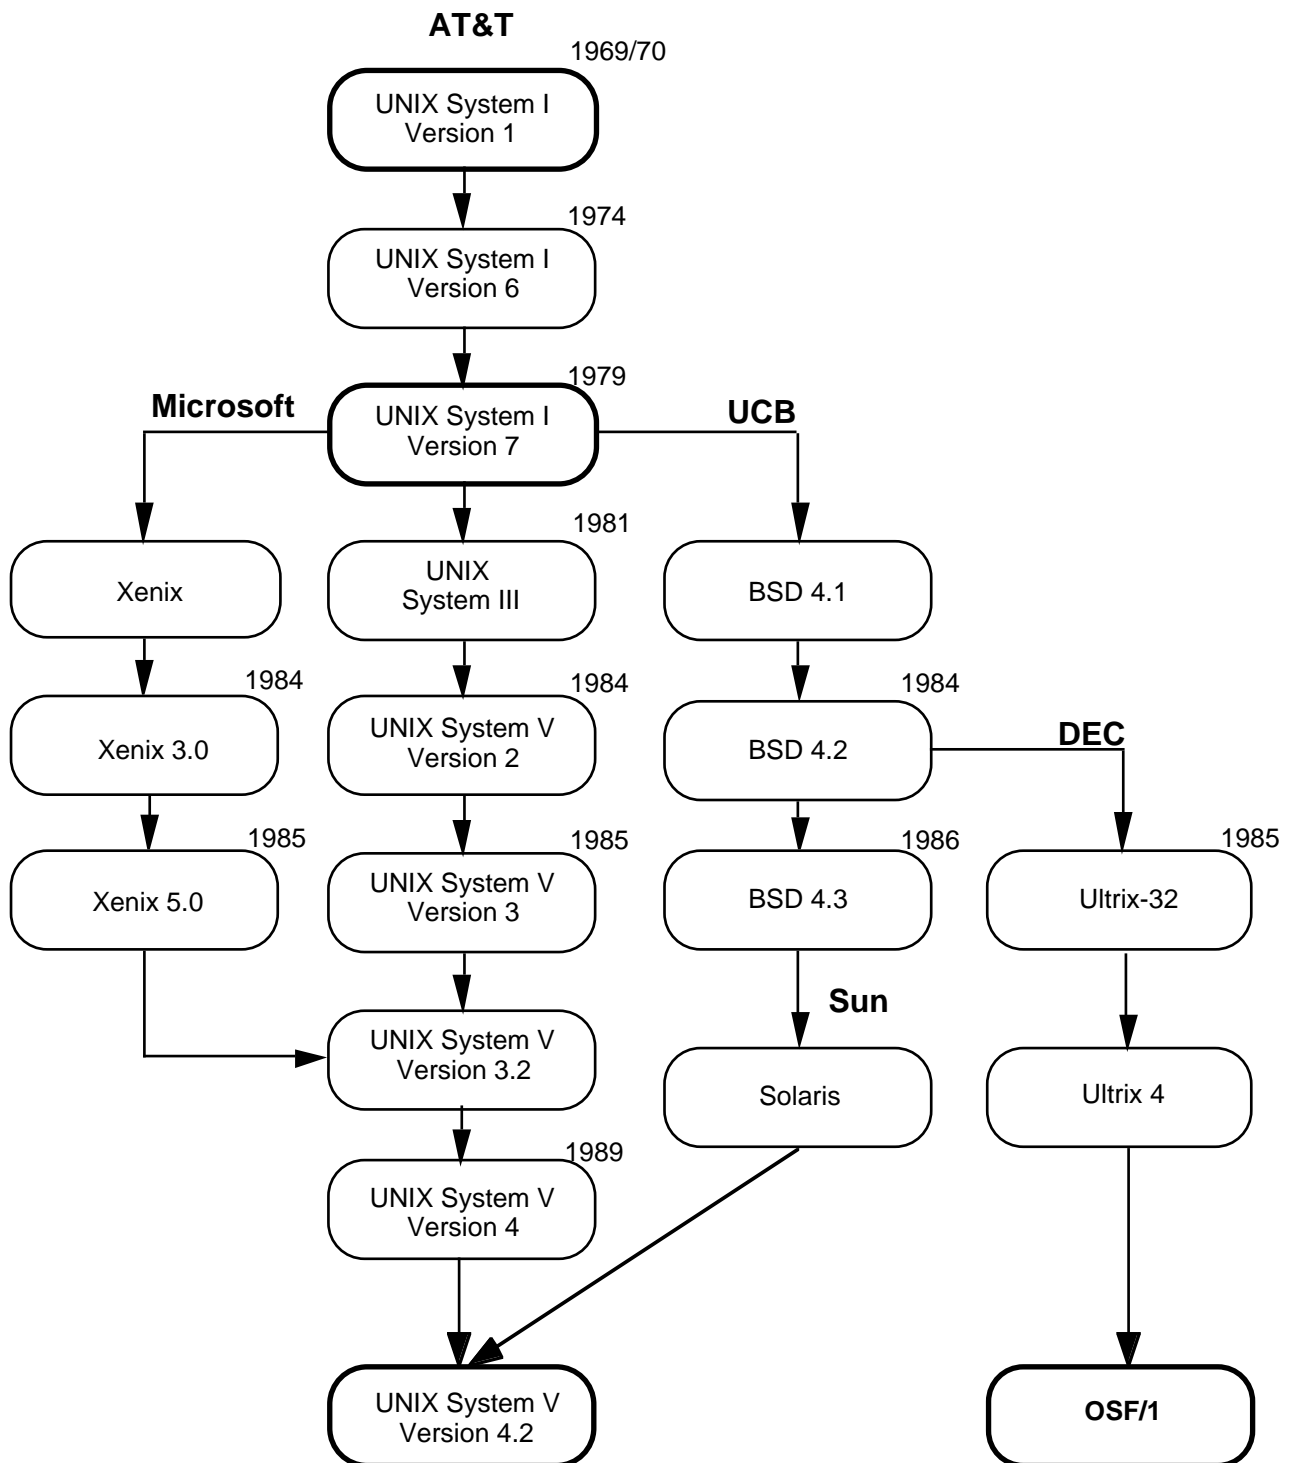 AT&T
1969/70
UNIX System I
Version 1
1974
UNIX System I
Version 6
1979
Microsoft
UNIX System I
Version 7
UCB
1981
Xenix
UNIX
System III
BSD 4.1
1984
1984
1984
Xenix 3.0
UNIX System V
Version 2
BSD 4.2
DEC
1985
1985
1986
1985
Xenix 5.0
UNIX System V
Version 3
BSD 4.3
Ultrix-32
Sun
UNIX System V
Version 3.2
Solaris
Ultrix 4
1989
UNIX System V
Version 4
UNIX System V
Version 4.2
OSF/1